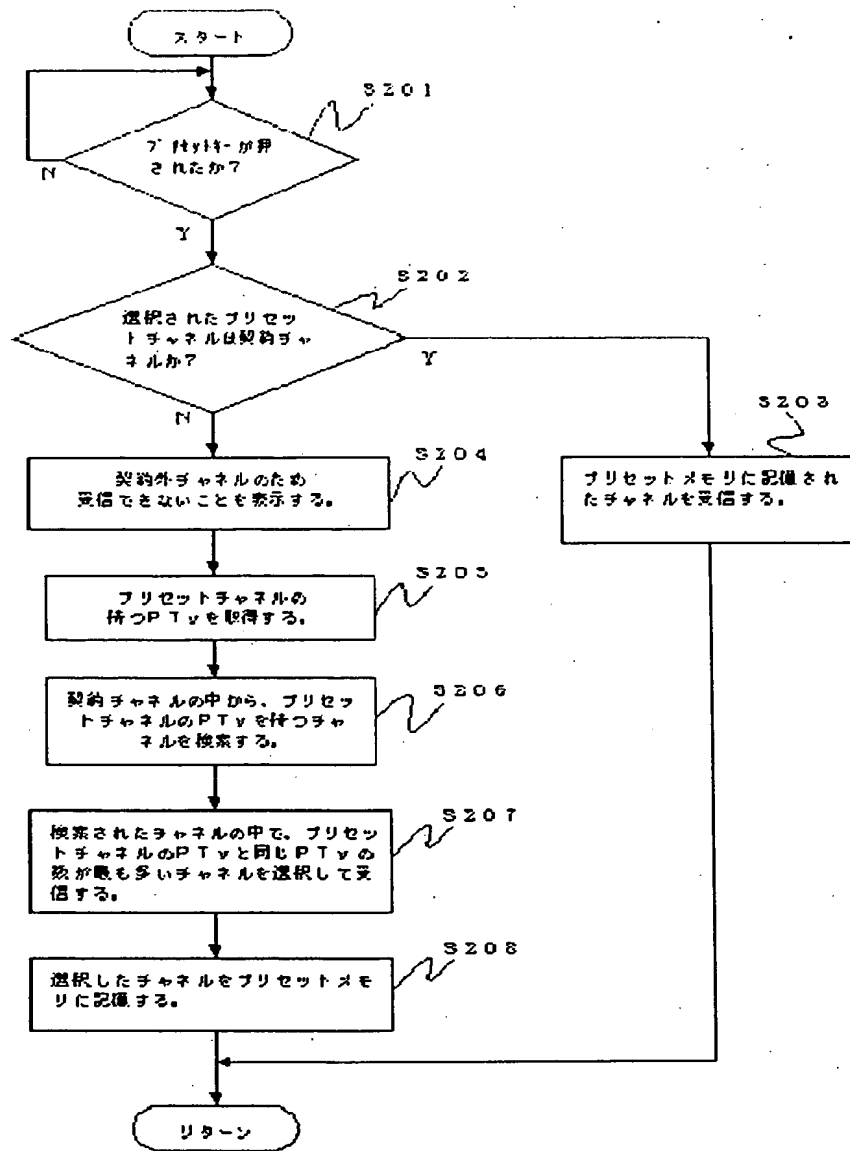 スタート
S201
プリセットキーが押
されたか?
N
Y
S202
選択されたプリセッ
トチャネルは契約チャ
ネルか?
Y
N
S203
プリセットメモリに記憶され
たチャネルを受信する。
S204
契約外チャネルのため
受信できないことを表示する。
S205
プリセットチャネルの
持つPTyを取得する。
S206
契約チャネルの中から、プリセッ
トチャネルのPTyを持つチャ
ネルを検索する。
S207
検索されたチャネルの中で、プリセッ
トチャネルのPTyと同じPTyの
数が最も多いチャネルを選択して受
信する。
S208
選択したチャネルをプリセットメモ
リに記憶する。
リターン